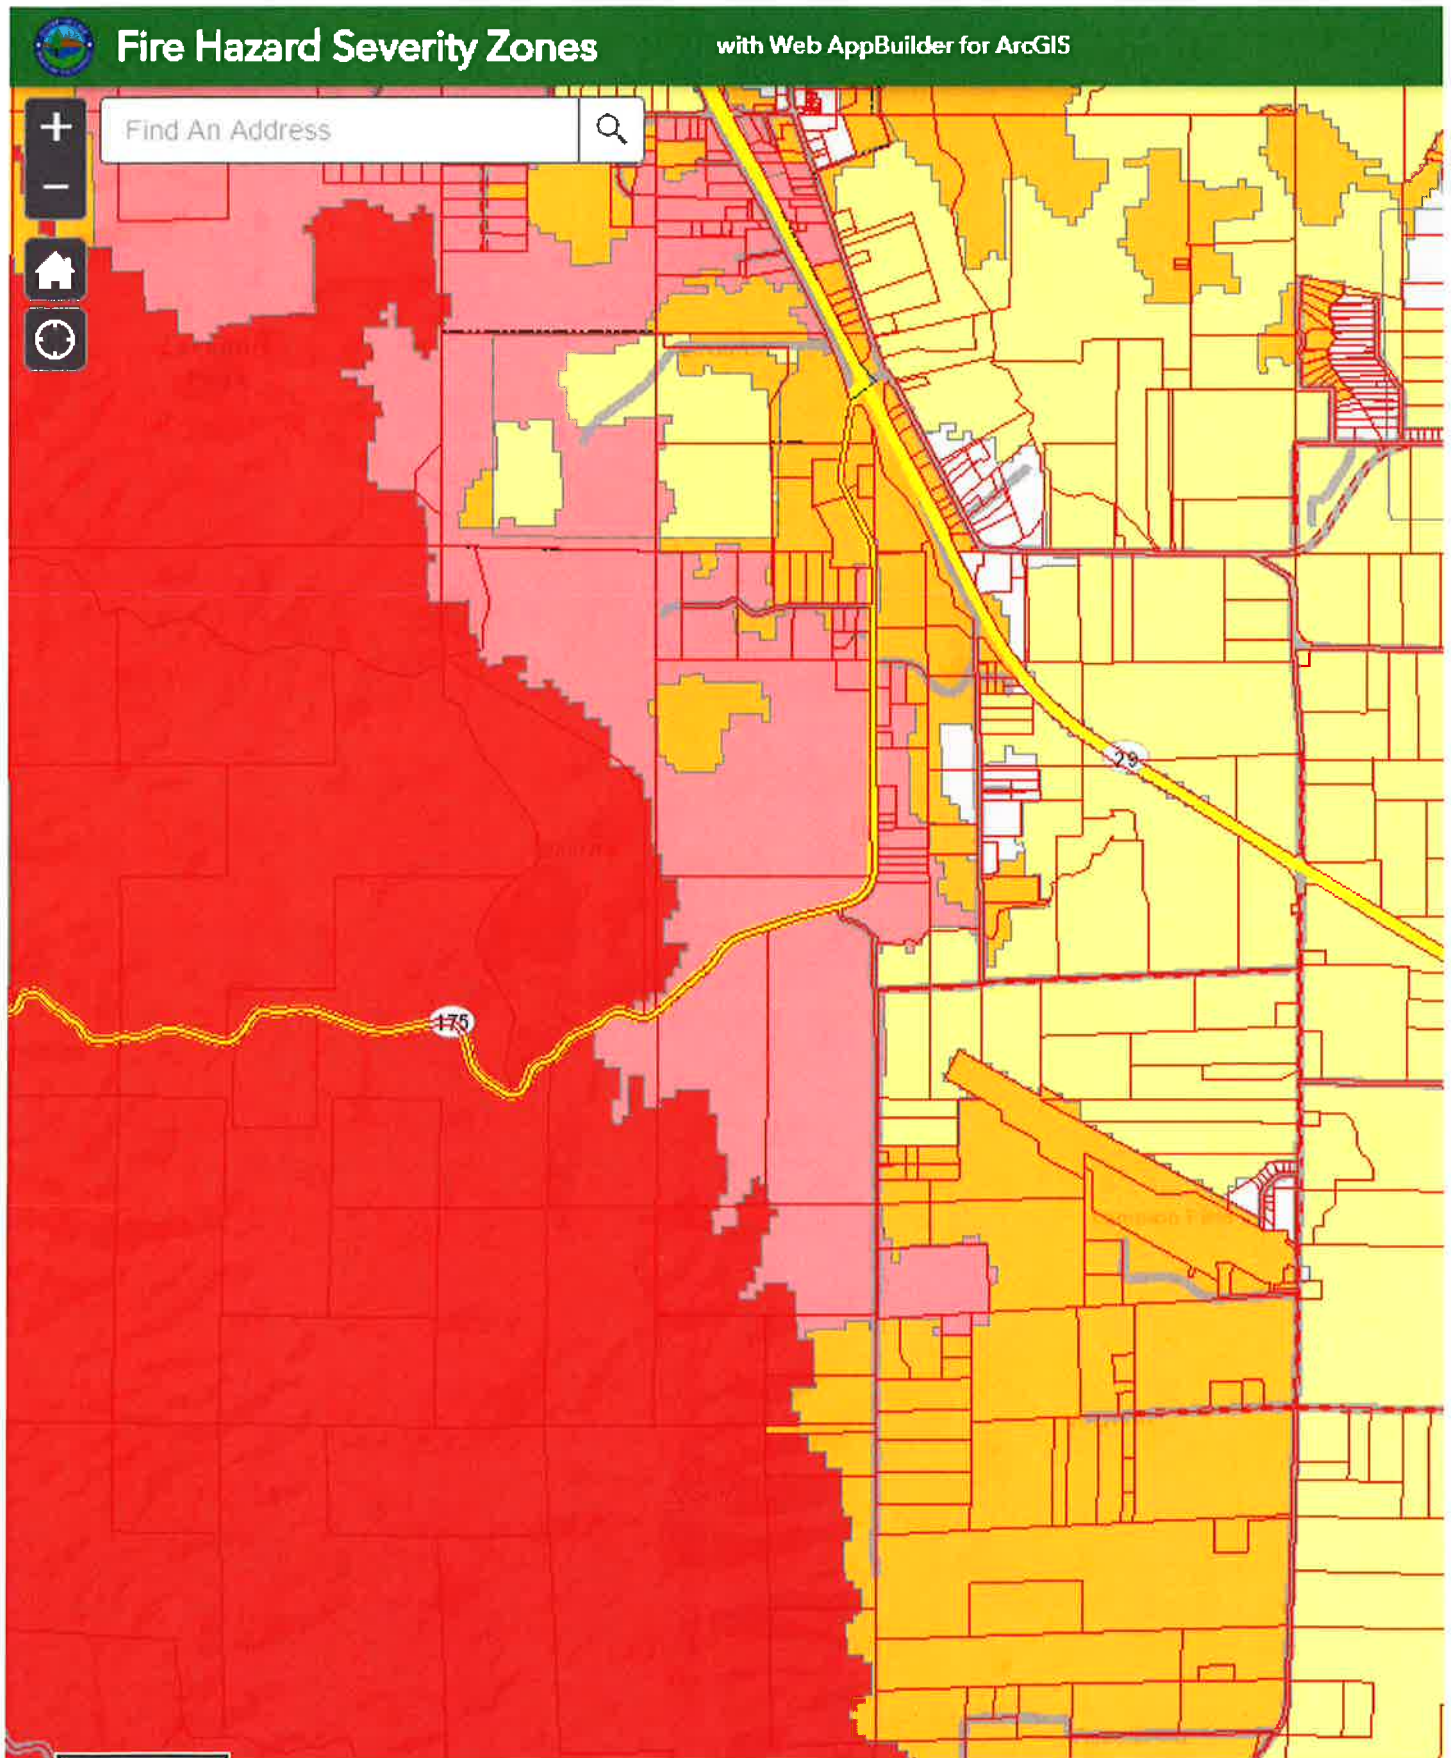 Fire Hazard Severity Zones
with Web AppBuilder for ArcGIS
+
Find An Address
−
29
175